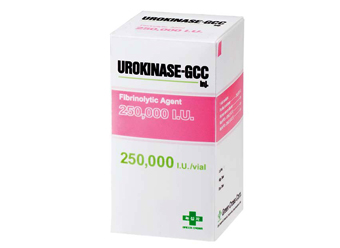 UROKINASE-GCC
Inj.
Fibrinolytic Agent
250,000 I.U.
250,000 I.U./vial